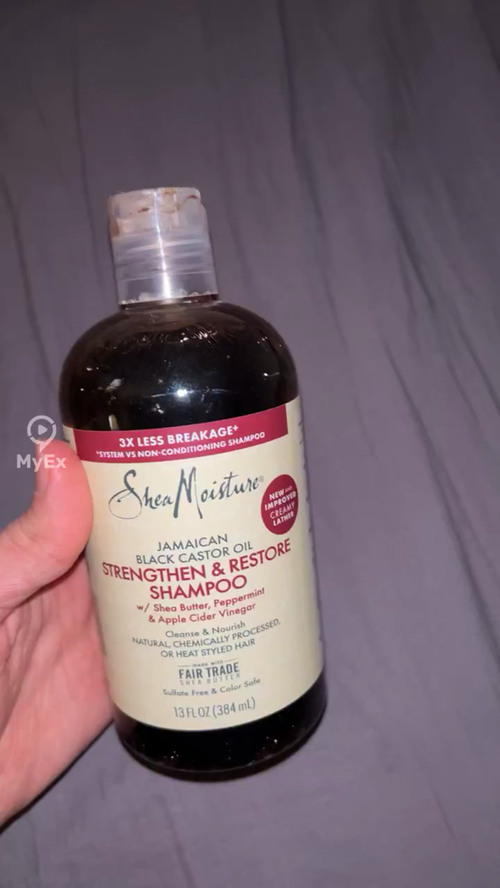 3X LESS BREAKAGE+
*SYSTEM VS NON-CONDITIONING SHAMPOO
MyEx
SheaMoisture®
NEW AND
IMPROVED
CREAMY
LATHER
JAMAICAN
BLACK CASTOR OIL
STRENGTHEN & RESTORE
SHAMPOO
w/ Shea Butter, Peppermint
& Apple Cider Vinegar
Cleanse & Nourish
NATURAL, CHEMICALLY PROCESSED,
OR HEAT STYLED HAIR
made with
FAIR TRADE
SHEA BUTTER
Sulfate Free & Color Safe
13 FL OZ (384 mL)